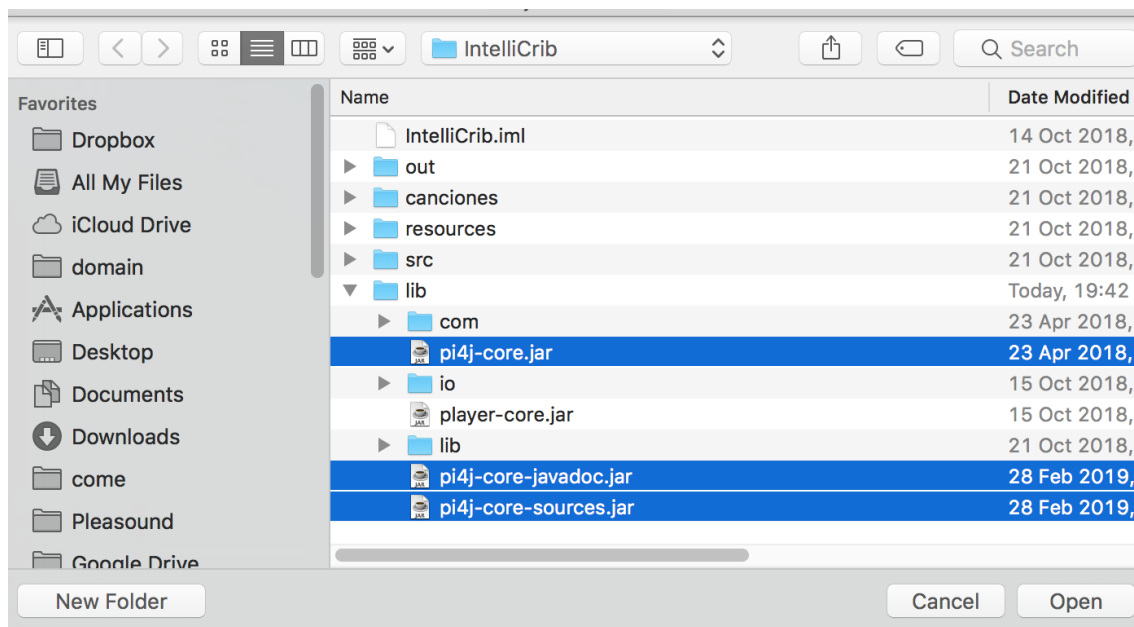 IntelliCrib
Search
Favorites
Dropbox
All My Files
iCloud Drive
domain
Applications
Desktop
Documents
Downloads
come
Pleasound
Google Drive
Name Date Modified
IntelliCrib.iml 14 Oct 2018,
out 21 Oct 2018,
canciones 21 Oct 2018,
resources 21 Oct 2018,
src 21 Oct 2018,
lib Today, 19:42
com 23 Apr 2018,
JAR pi4j-core.jar 23 Apr 2018,
io 15 Oct 2018,
JAR player-core.jar 15 Oct 2018,
lib 21 Oct 2018,
JAR pi4j-core-javadoc.jar 28 Feb 2019,
JAR pi4j-core-sources.jar 28 Feb 2019,
New Folder Cancel Open